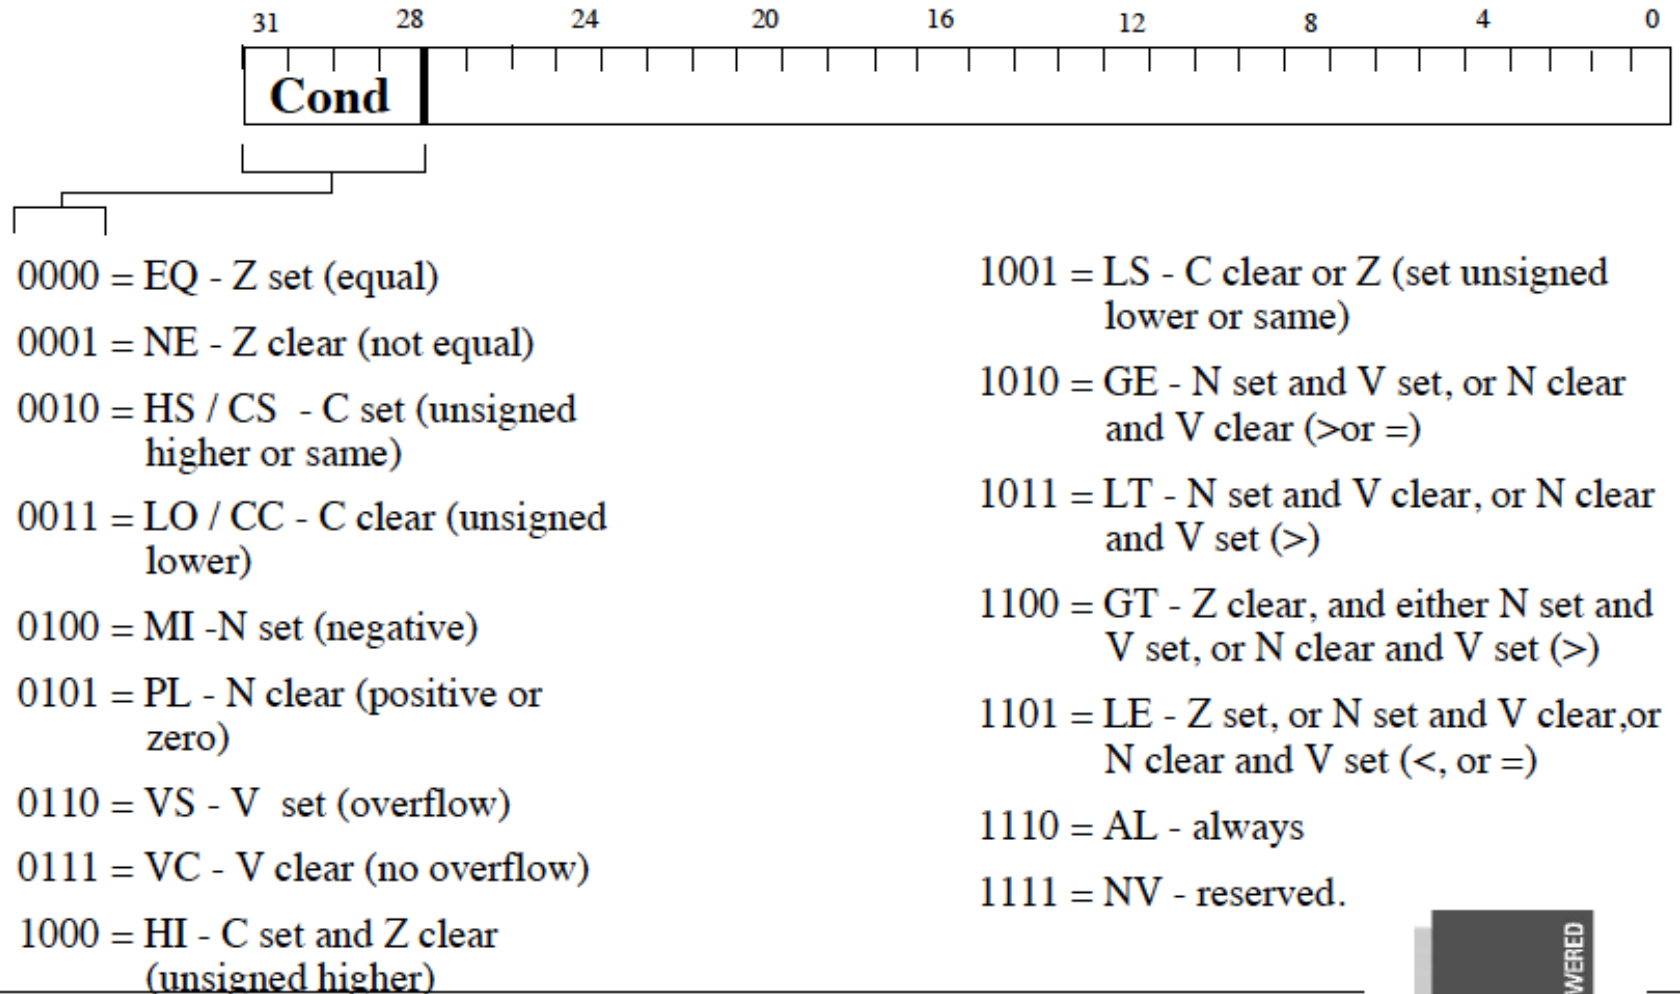 31 28 24 20 16 12 8 4 0
Cond
0000 = EQ - Z set (equal)
0001 = NE - Z clear (not equal)
0010 = HS / CS - C set (unsigned
higher or same)
0011 = LO / CC - C clear (unsigned
lower)
0100 = MI -N set (negative)
0101 = PL - N clear (positive or
zero)
0110 = VS - V set (overflow)
0111 = VC - V clear (no overflow)
1000 = HI - C set and Z clear
(unsigned higher)
1001 = LS - C clear or Z (set unsigned
lower or same)
1010 = GE - N set and V set, or N clear
and V clear (>or =)
1011 = LT - N set and V clear, or N clear
and V set (>)
1100 = GT - Z clear, and either N set and
V set, or N clear and V set (>)
1101 = LE - Z set, or N set and V clear,or
N clear and V set (<, or =)
1110 = AL - always
1111 = NV - reserved.
WERED